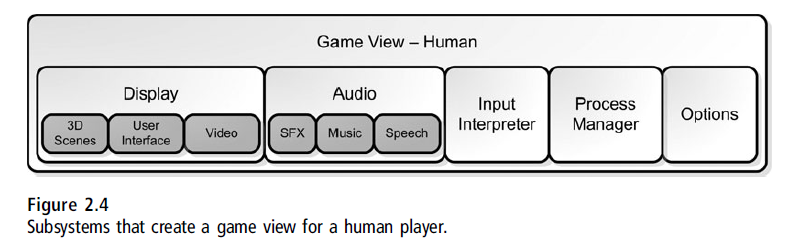 Game View – Human
Display
3D
Scenes
User
Interface
Video
Audio
SFX
Music
Speech
Input
Interpreter
Process
Manager
Options
Figure 2.4
Subsystems that create a game view for a human player.